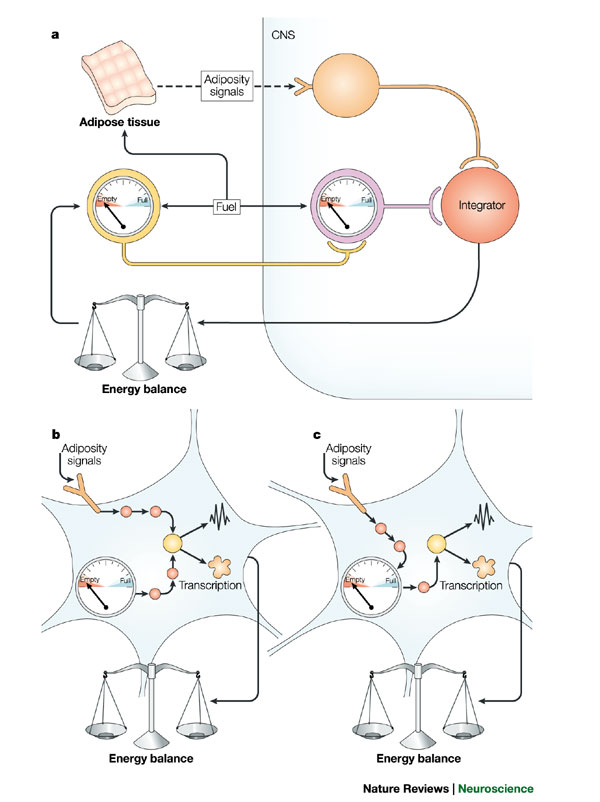 a
CNS
Adiposity
signals
Adipose tissue
Empty
Full
Fuel
Empty
Full
Integrator
Energy balance
b
Adiposity
signals
Empty
Full
Transcription
Energy balance
c
Adiposity
signals
Empty
Full
Transcription
Energy balance
Nature Reviews | Neuroscience